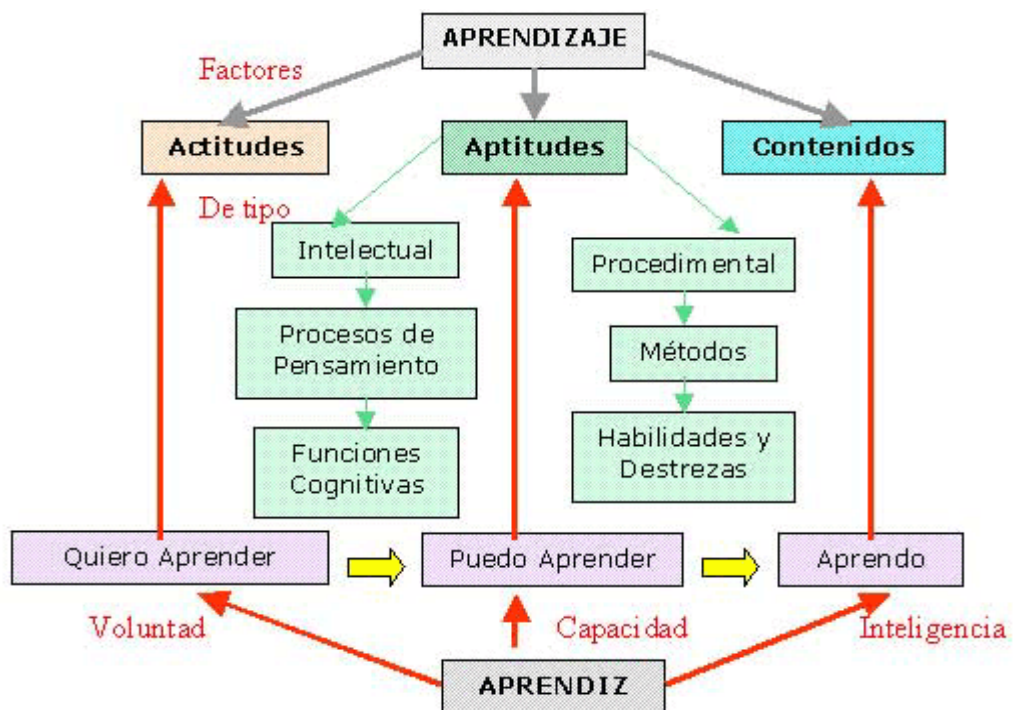 APRENDIZAJE
Factores
Actitudes
Aptitudes
Contenidos
De tipo
Intelectual
Procedimental
Procesos de
Pensamiento
Métodos
Funciones
Cognitivas
Habilidades y
Destrezas
Quiero Aprender
Puedo Aprender
Aprendo
Voluntad
Capacidad
Inteligencia
APRENDIZ